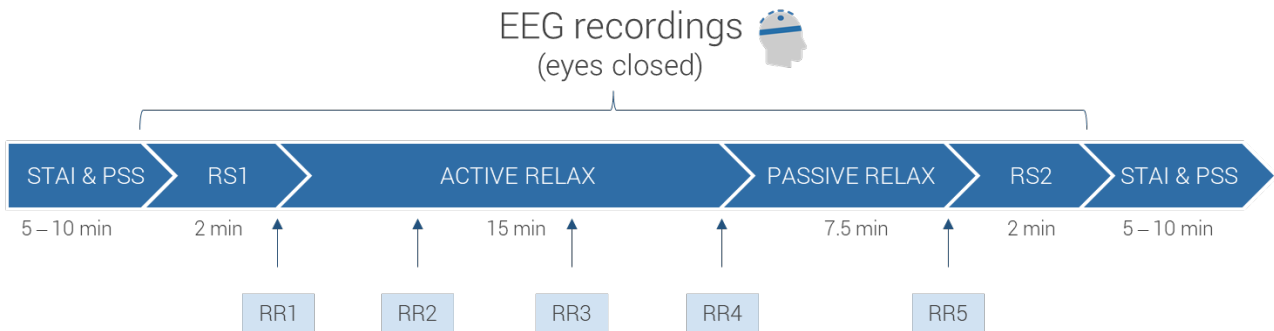 EEG recordings
(eyes closed)
STAI & PSS RS1 ACTIVE RELAX PASSIVE RELAX RS2 STAI & PSS
5 – 10 min 2 min 15 min 7.5 min 2 min 5 – 10 min
RR1 RR2 RR3 RR4 RR5